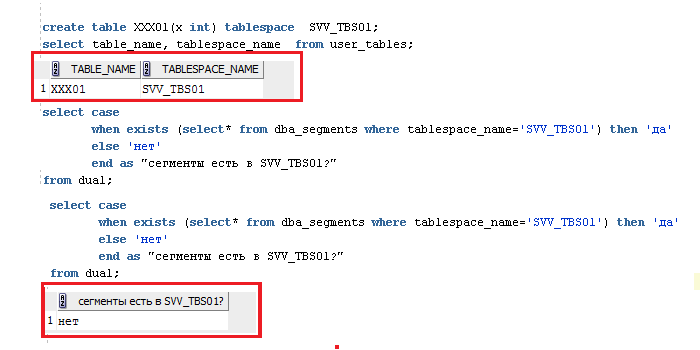 create table XXX01(x int) tablespace  SVV_TBS01;
select table_name, tablespace_name  from user_tables;
TABLE_NAME TABLESPACE_NAME
1 XXX01 SVV_TBS01
select case
when exists (select* from dba_segments where tablespace_name='SVV_TBS01') then 'да'
else 'нет'
end as "сегменты есть в SVV_TBS01?"
from dual;
select case
when exists (select* from dba_segments where tablespace_name='SVV_TBS01') then 'да'
else 'нет'
end as "сегменты есть в SVV_TBS01?"
from dual;
сегменты есть в SVV_TBS01?
1 нет